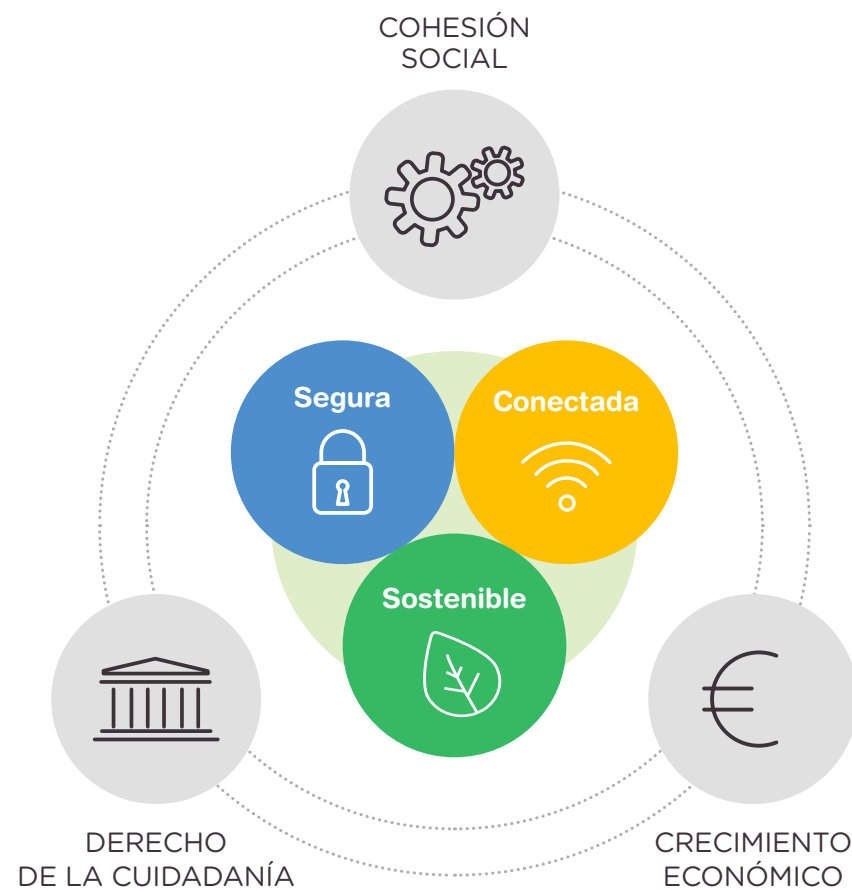 COHESIÓN
SOCIAL
Segura
Conectada
Sostenible
DERECHO
DE LA CUIDADANÍA
CRECIMIENTO
ECONÓMICO